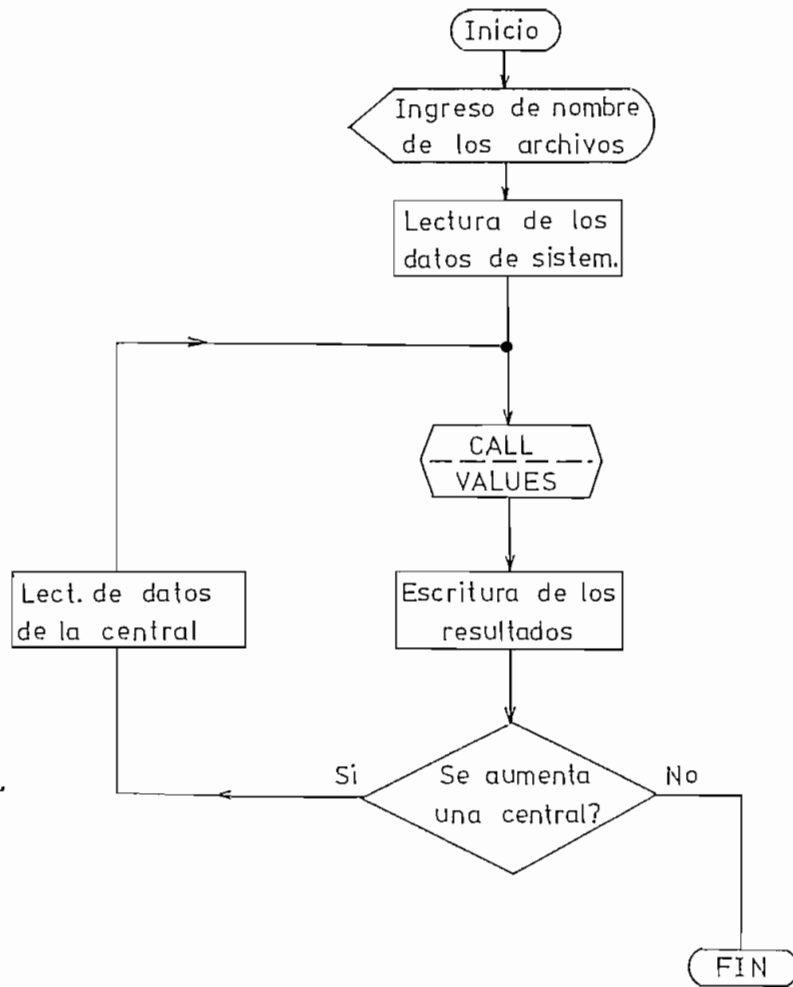 Inicio
Ingreso de nombre
de los archivos
Lectura de los
datos de sistem.
CALL
VALUES
Lect. de datos
de la central
Escritura de los
resultados
Si
Se aumenta
una central?
No
FIN